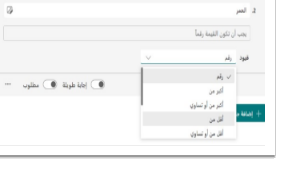 2. العمر
يجب أن تكون القيمة رقماً
قيود رقم
رقم
أكبر من
أكبر من أو تساوي
أقل من
أقل من أو تساوي
إجابة طويلة مطلوب ...
+ إضافة